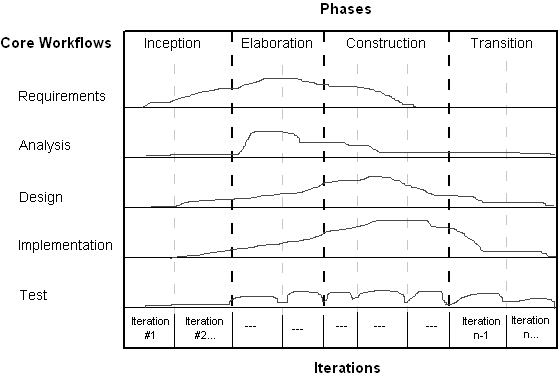 Phases
Core Workflows
Inception Elaboration Construction Transition
Requirements
Analysis
Design
Implementation
Test
Iteration #1
Iteration #2...
---
---
---
---
---
Iteration n-1
Iteration n...
Iterations